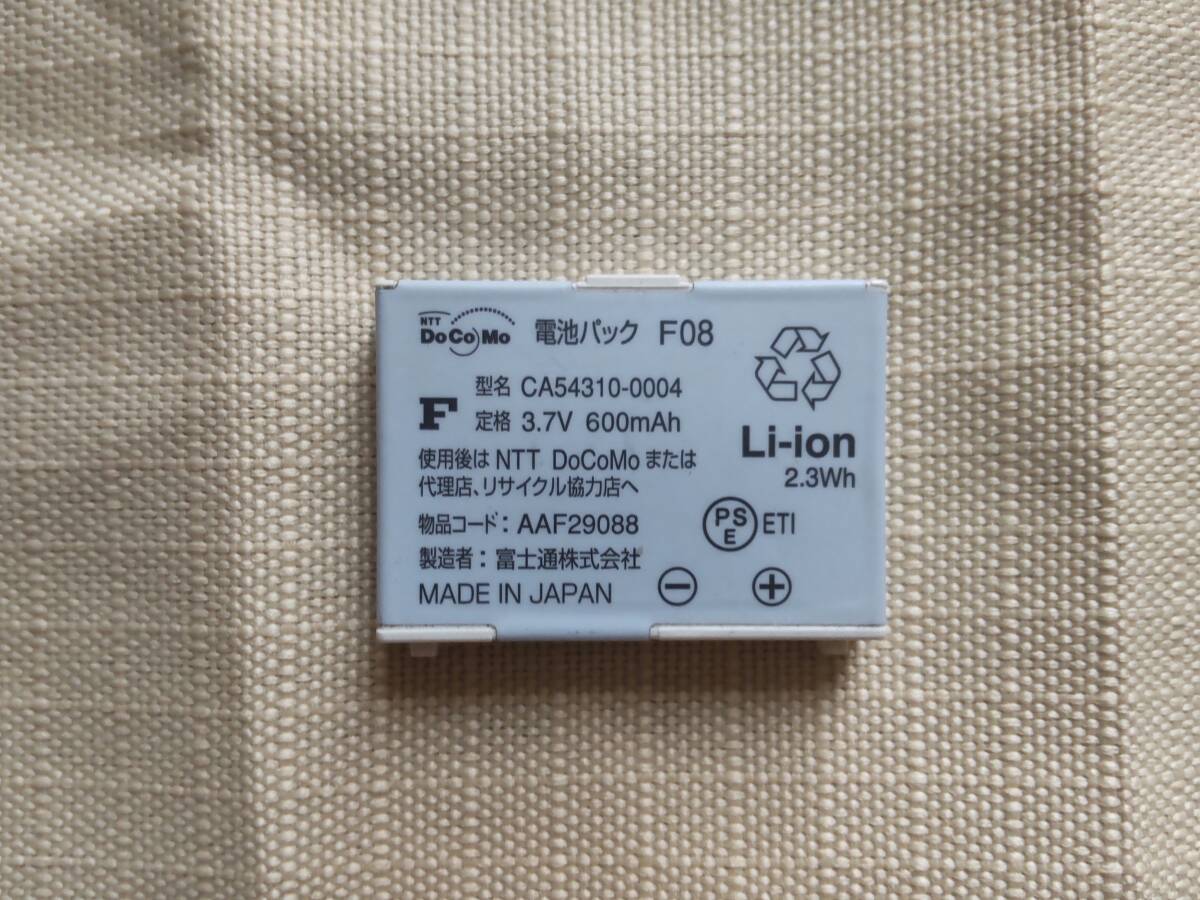 NTT DoCoMo 電池パック F08
型名 CA54310-0004
F 定格 3.7V 600mAh
Li-ion
2.3Wh
使用後は NTT DoCoMo または
代理店、リサイクル協力店へ
物品コード: AAF29088
PSE ETI
製造者: 富士通株式会社
MADE IN JAPAN
− +